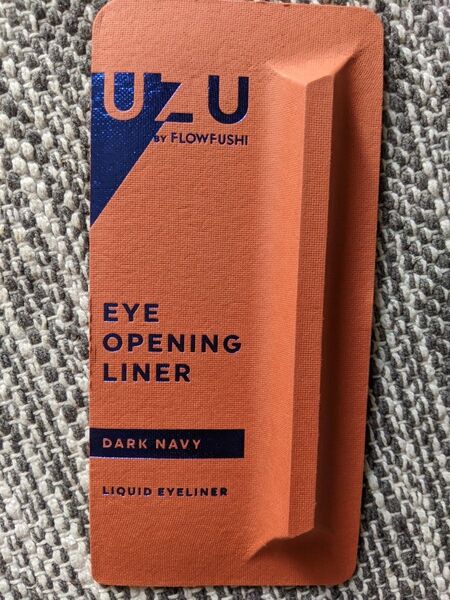 UZU
BY FLOWFUSHI
EYE
OPENING
LINER
DARK NAVY
LIQUID EYELINER